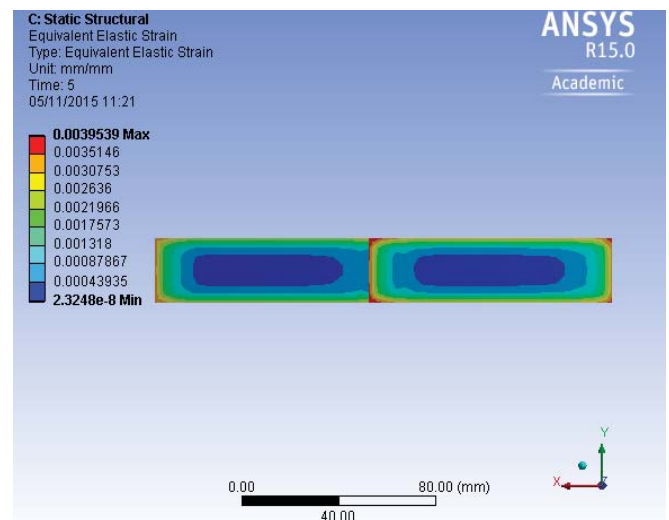 C: Static Structural
Equivalent Elastic Strain
Type: Equivalent Elastic Strain
Unit: mm/mm
Time: 5
05/11/2015 11:21
ANSYS
R15.0
Academic
0.0039539 Max
0.0035146
0.0030753
0.002636
0.0021966
0.0017573
0.001318
0.00087867
0.00043935
2.3248e-8 Min
Y
X
Z
0.00
80.00 (mm)
40.00